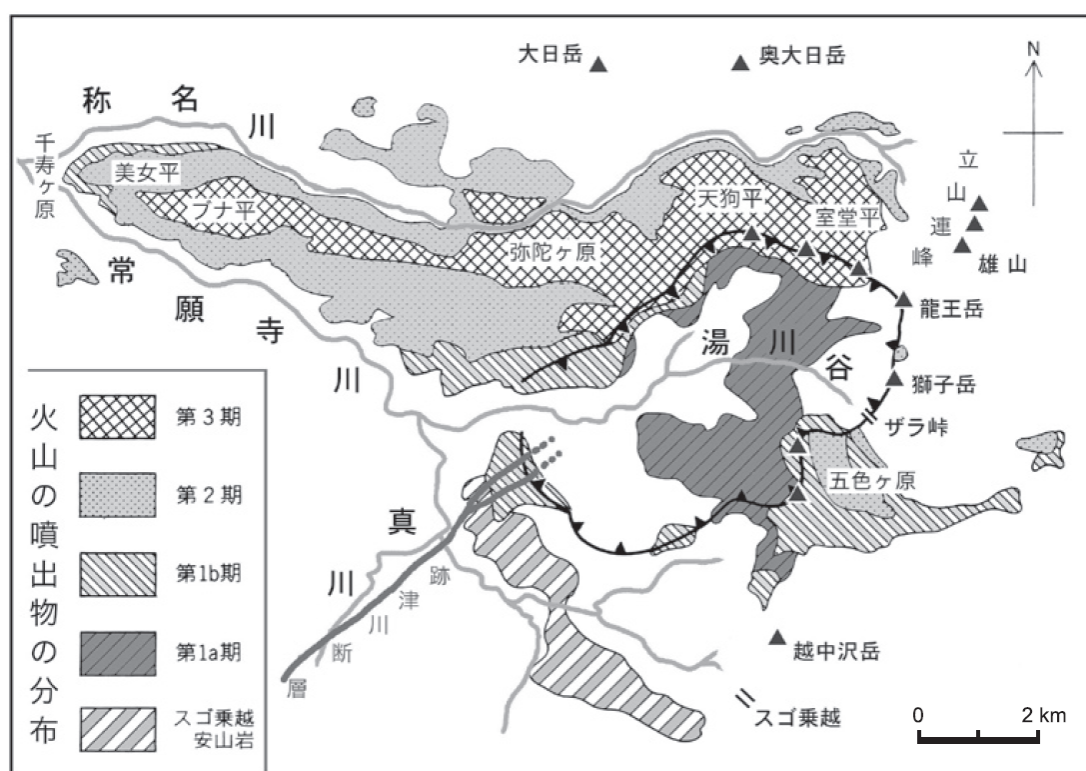 大日岳
奥大日岳
N
称名川
千寿ヶ原
美女平
ブナ平
天狗平
室堂平
弥陀ヶ原
立山連峰
雄山
常願寺川
龍王岳
湯川谷
獅子岳
ザラ峠
五色ヶ原
真川
跡津川断層
越中沢岳
スゴ乗越
0
2 km
火山の噴出物の分布
第3期
第2期
第1b期
第1a期
スゴ乗越
安山岩